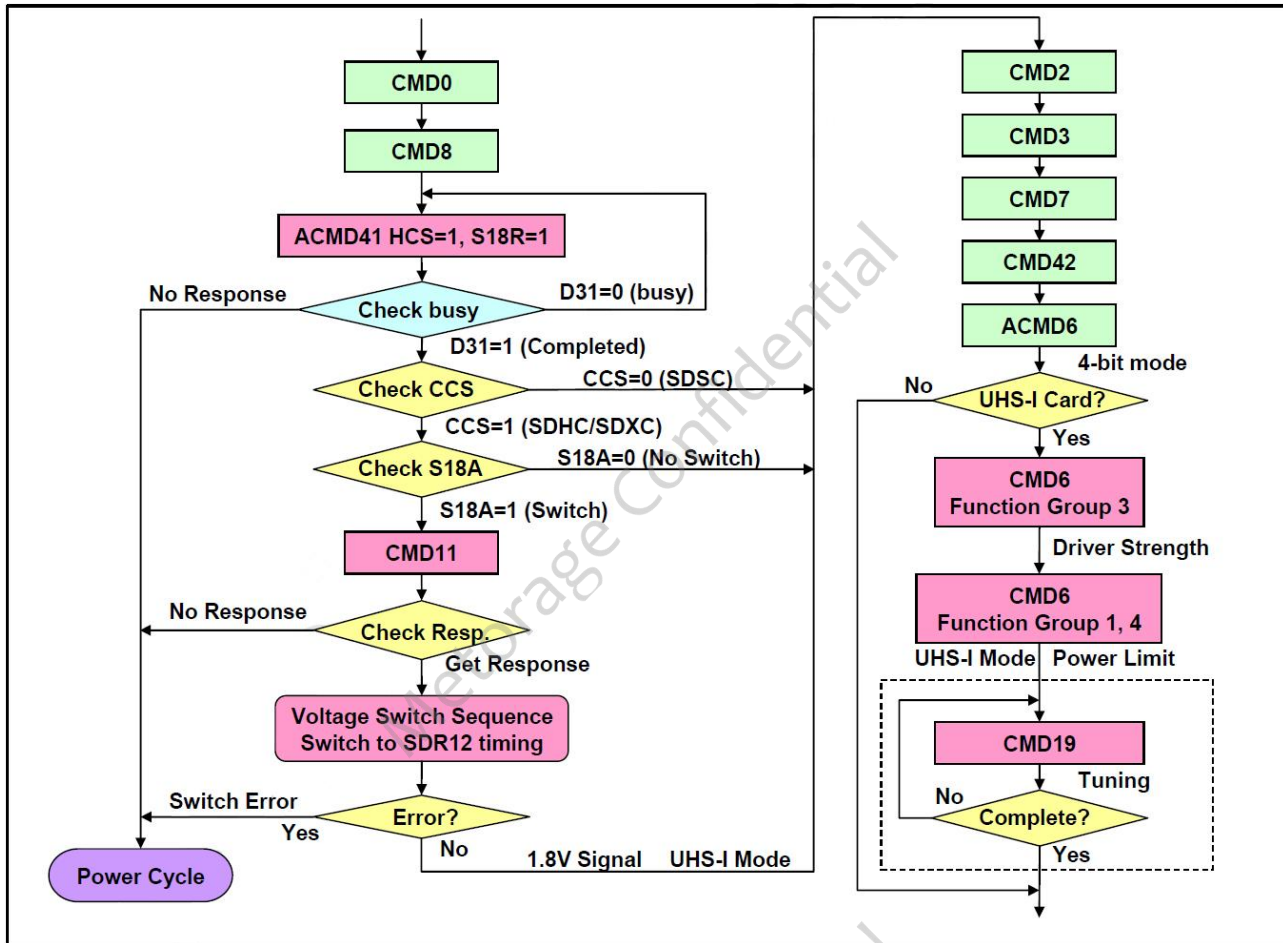 CMD0
CMD8
ACMD41 HCS=1, S18R=1
No Response
D31=0 (busy)
Check busy
D31=1 (Completed)
Check CCS
CCS=0 (SDSC)
CCS=1 (SDHC/SDXC)
Check S18A
S18A=0 (No Switch)
S18A=1 (Switch)
CMD11
No Response
Check Resp.
Get Response
Voltage Switch Sequence
Switch to SDR12 timing
Switch Error
Error?
Yes
No
1.8V Signal UHS-I Mode
Power Cycle
CMD2
CMD3
CMD7
CMD42
ACMD6
4-bit mode
No
UHS-I Card?
Yes
CMD6
Function Group 3
Driver Strength
CMD6
Function Group 1, 4
UHS-I Mode Power Limit
CMD19
Tuning
No
Complete?
Yes
Metorage Confidential